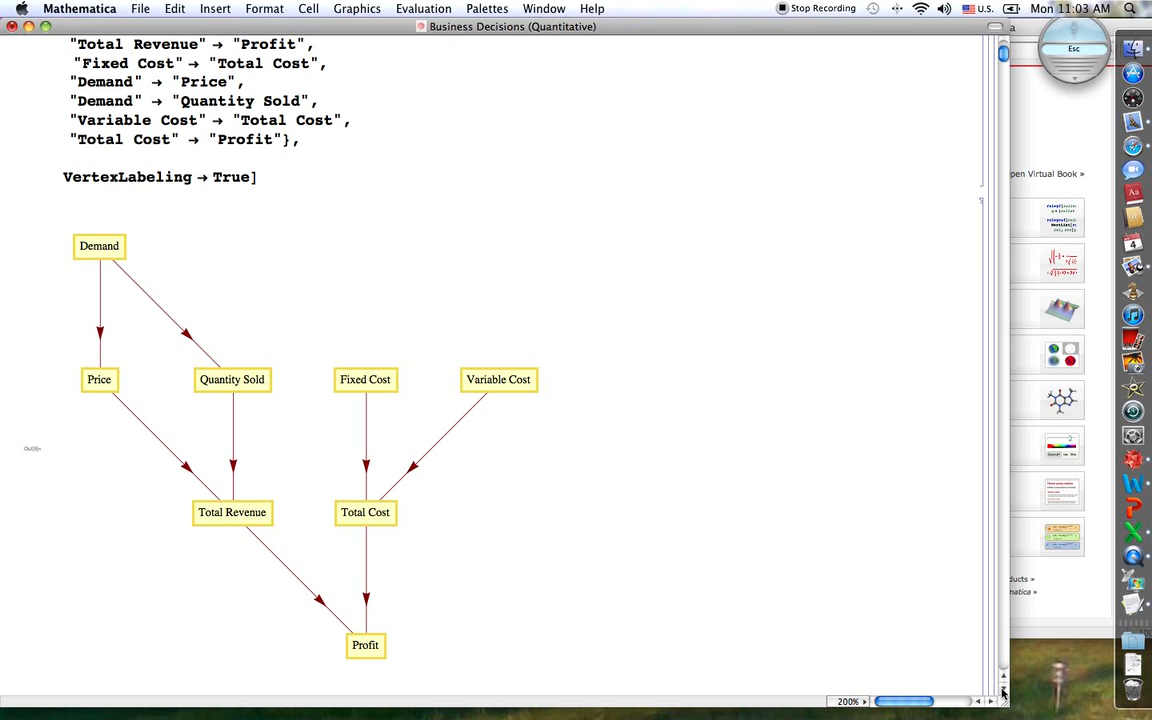 Mathematica File Edit Insert Format Cell Graphics Evaluation Palettes Window Help Stop Recording U.S. Mon 11:03 AM
Business Decisions (Quantitative)
Esc
"Total Revenue" → "Profit",
"Fixed Cost" → "Total Cost",
"Demand" → "Price",
"Demand" → "Quantity Sold",
"Variable Cost" → "Total Cost",
"Total Cost" → "Profit"},
VertexLabeling → True]
pen Virtual Book »
Demand
Price Quantity Sold Fixed Cost Variable Cost
Total Revenue Total Cost
Profit
ducts »
matica »
200%